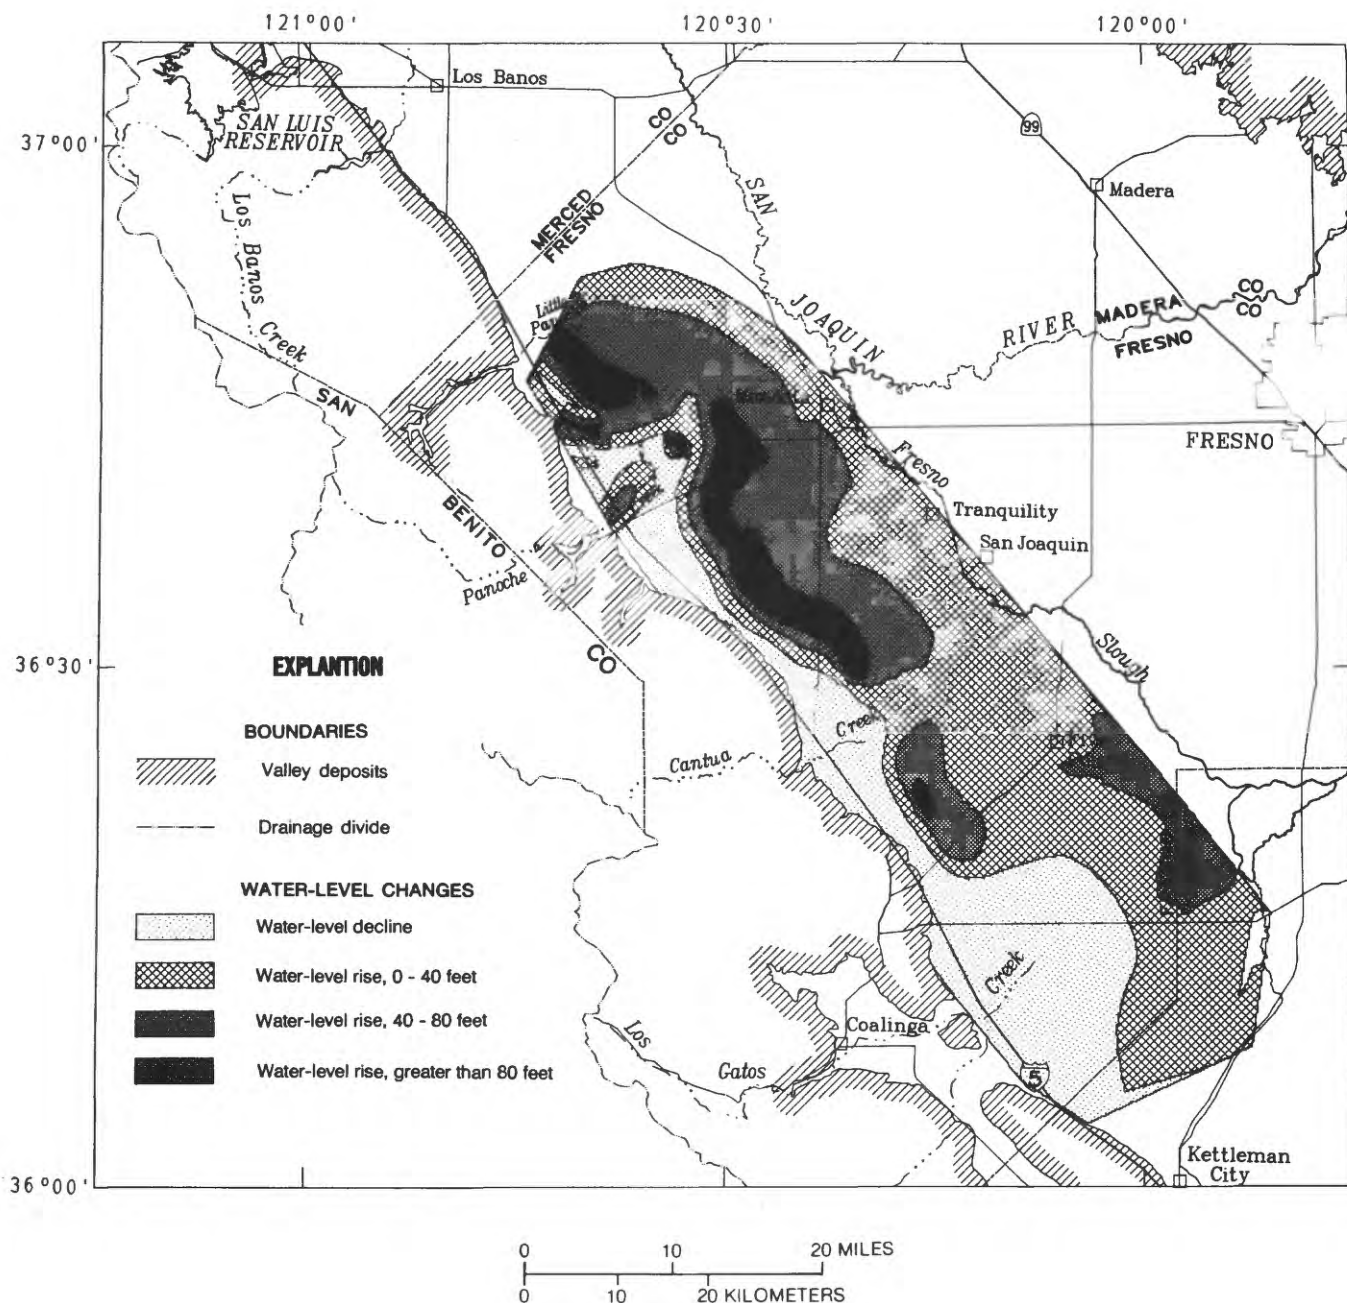 121°00'
120°30'
120°00'
37°00'
36°30'
36°00'
Los Banos
SAN LUIS
RESERVOIR
Los Banos Creek
MERCED CO
FRESNO CO
SAN JOAQUIN RIVER
99
Madera
MADERA CO
FRESNO CO
FRESNO
SAN BENITO CO
Little
Panoche
Fresno Slough
Tranquility
San Joaquin
Cantua Creek
Los Gatos Creek
Coalinga
5
Kettleman
City
EXPLANTION
BOUNDARIES
Valley deposits
Drainage divide
WATER-LEVEL CHANGES
Water-level decline
Water-level rise, 0 - 40 feet
Water-level rise, 40 - 80 feet
Water-level rise, greater than 80 feet
0 10 20 MILES
0 10 20 KILOMETERS